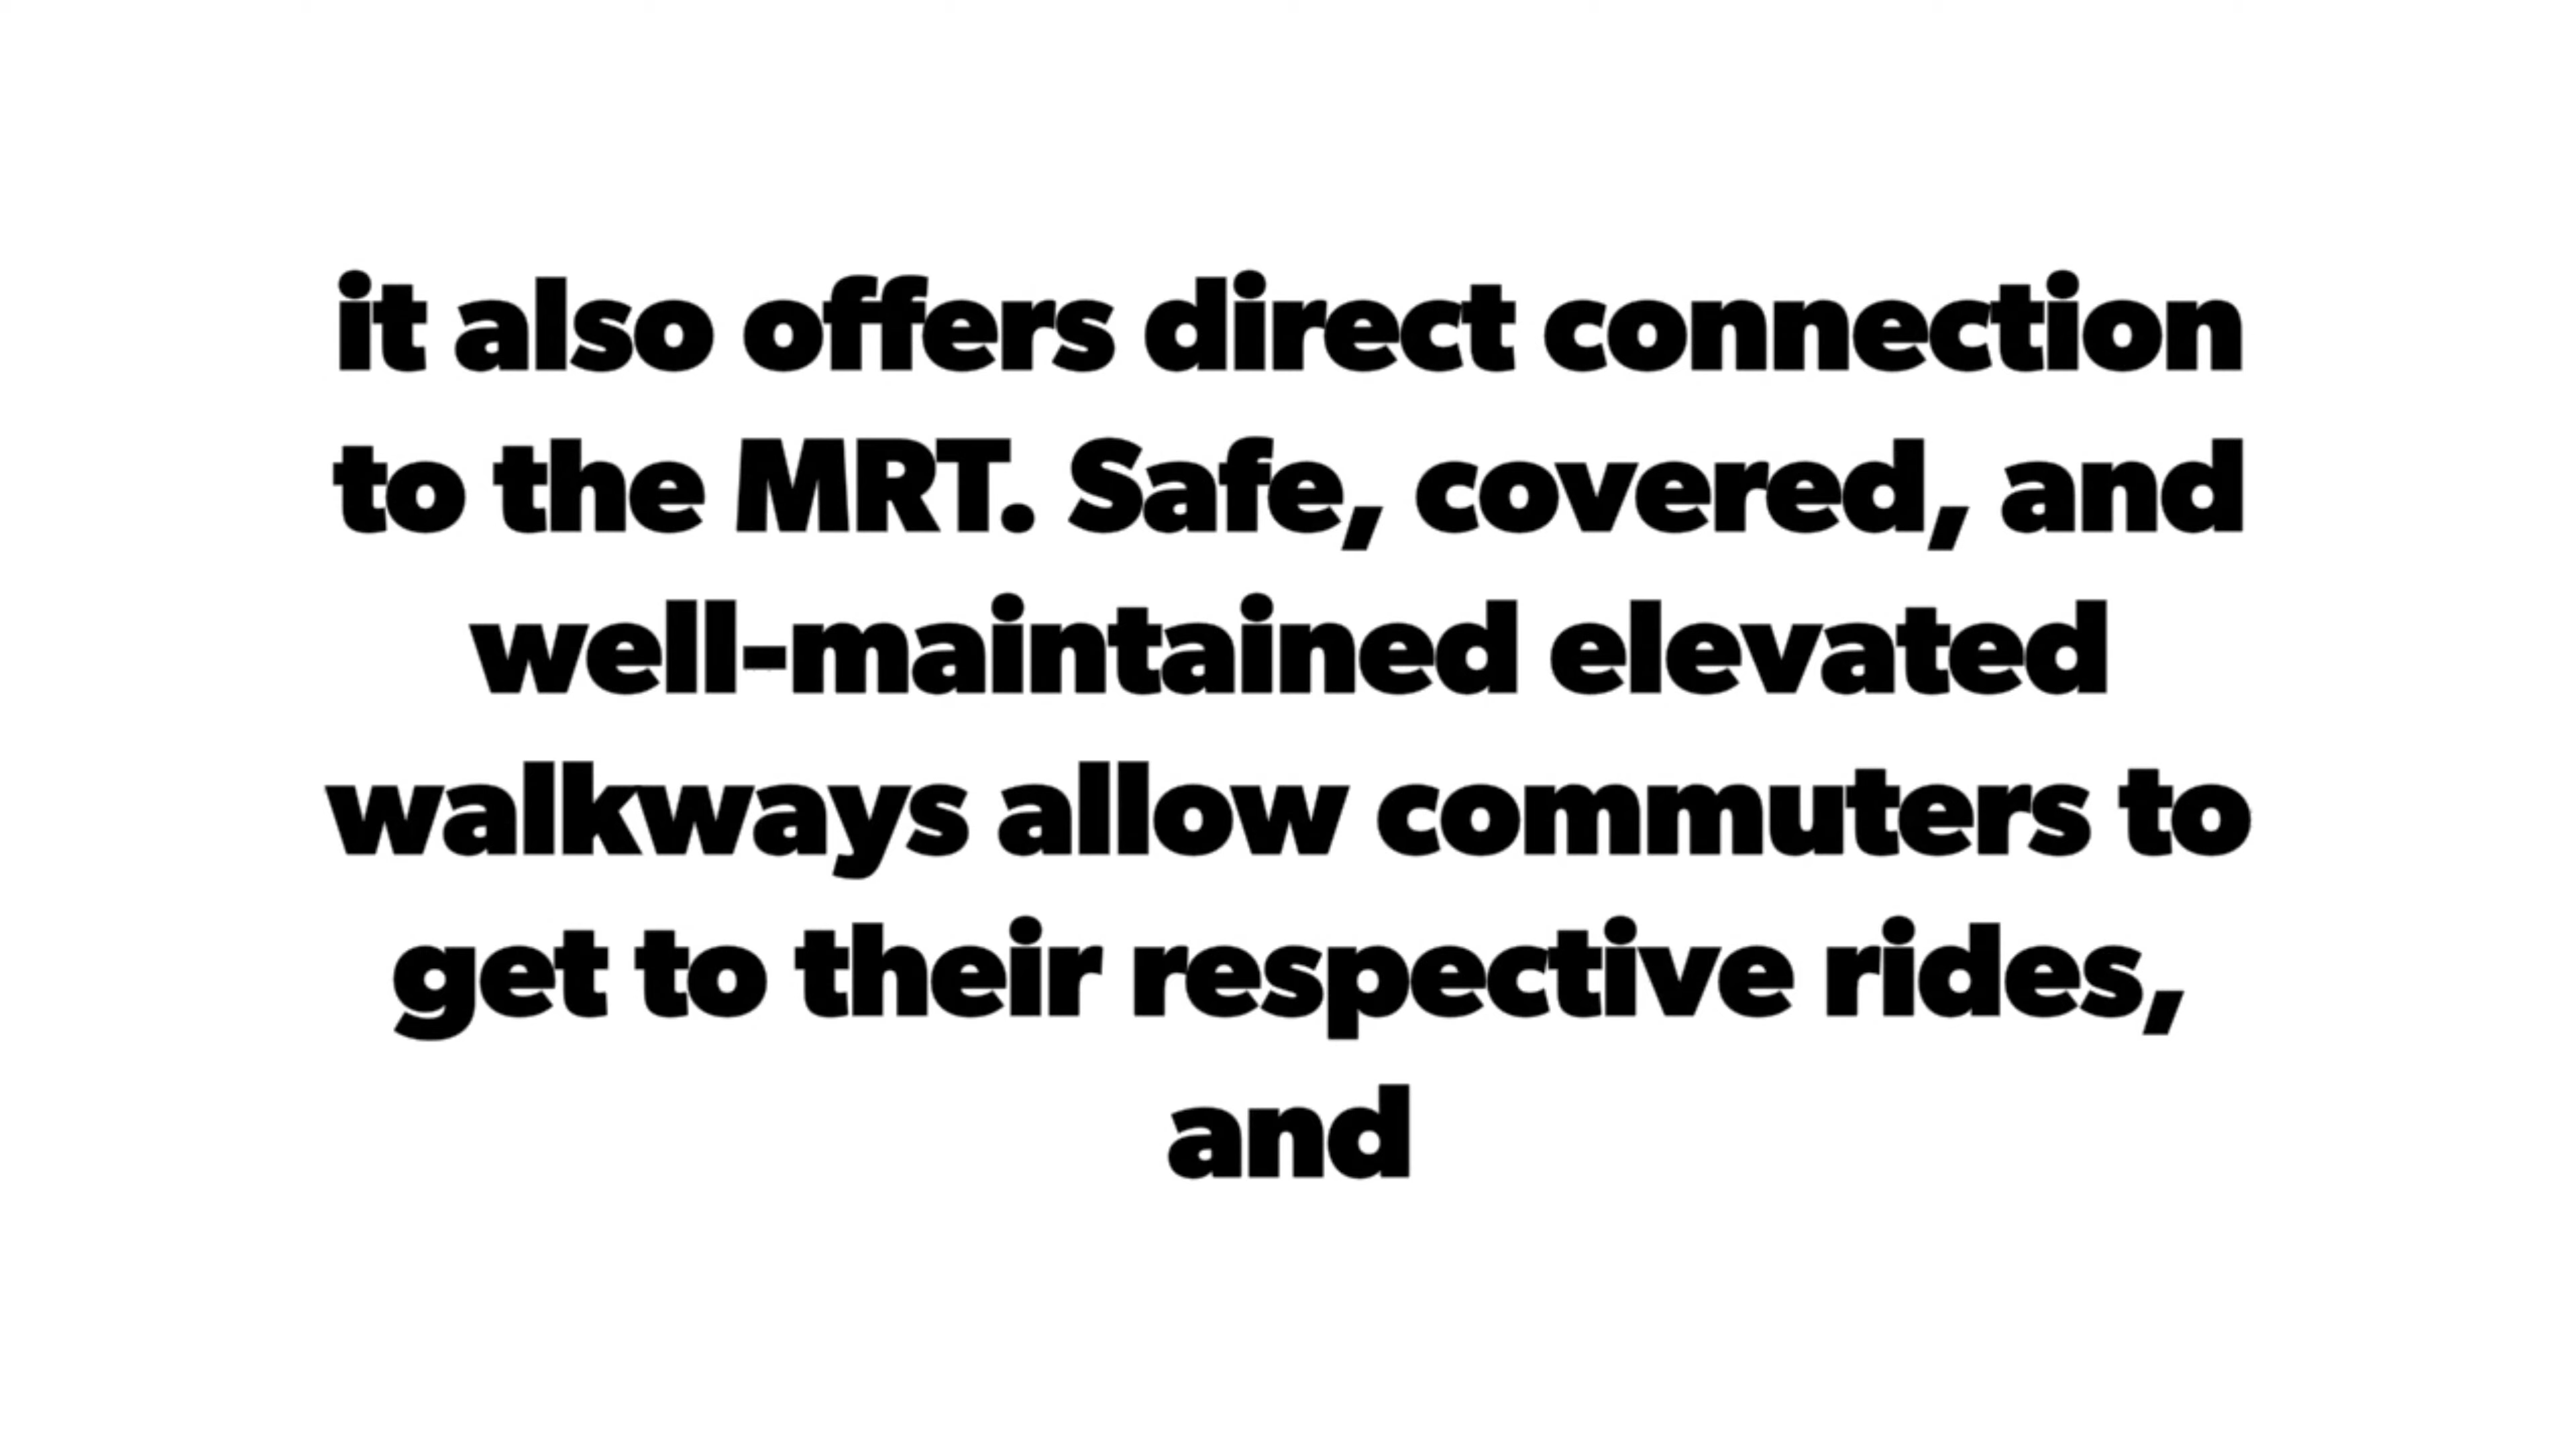 it also offers direct connection
to the MRT. Safe, covered, and
well-maintained elevated
walkways allow commuters to
get to their respective rides,
and